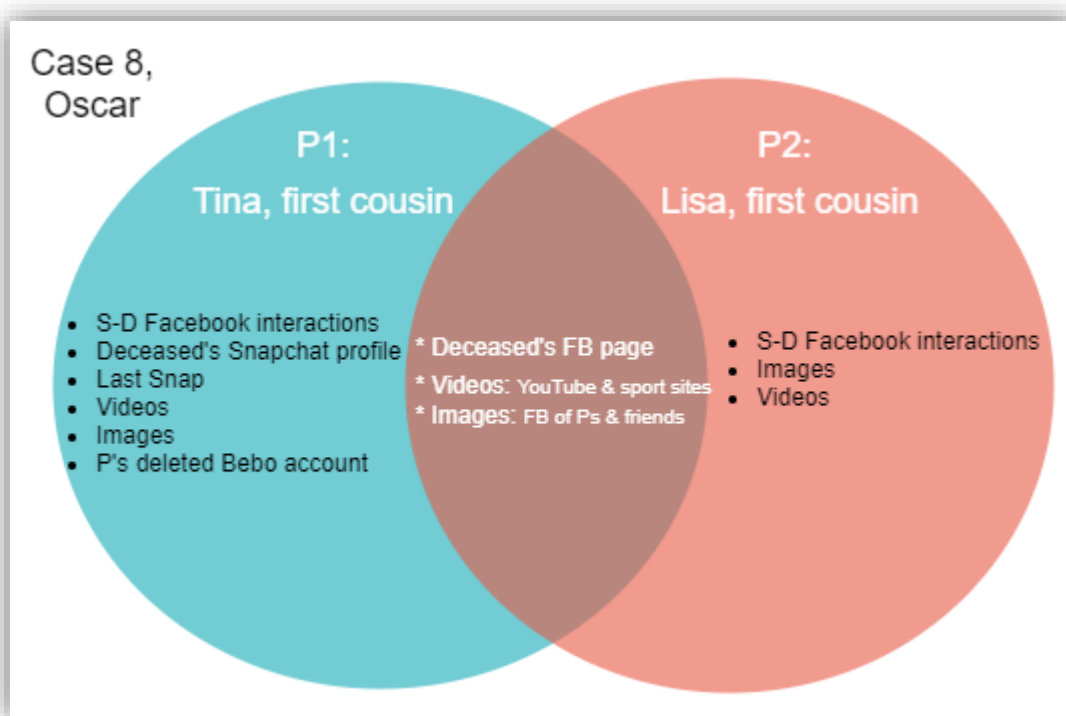 Case 8,
Oscar
P1:
Tina, first cousin
P2:
Lisa, first cousin
• S-D Facebook interactions
• Deceased's Snapchat profile
• Last Snap
• Videos
• Images
• P's deleted Bebo account
* Deceased's FB page
* Videos: YouTube & sport sites
* Images: FB of Ps & friends
• S-D Facebook interactions
• Images
• Videos